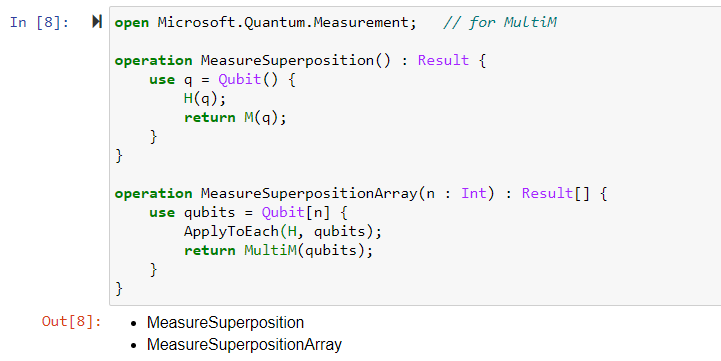 In [8]: open Microsoft.Quantum.Measurement;   // for MultiM

operation MeasureSuperposition() : Result {
    use q = Qubit() {
        H(q);
        return M(q);
    }
}

operation MeasureSuperpositionArray(n : Int) : Result[] {
    use qubits = Qubit[n] {
        ApplyToEach(H, qubits);
        return MultiM(qubits);
    }
}
Out[8]: • MeasureSuperposition
• MeasureSuperpositionArray